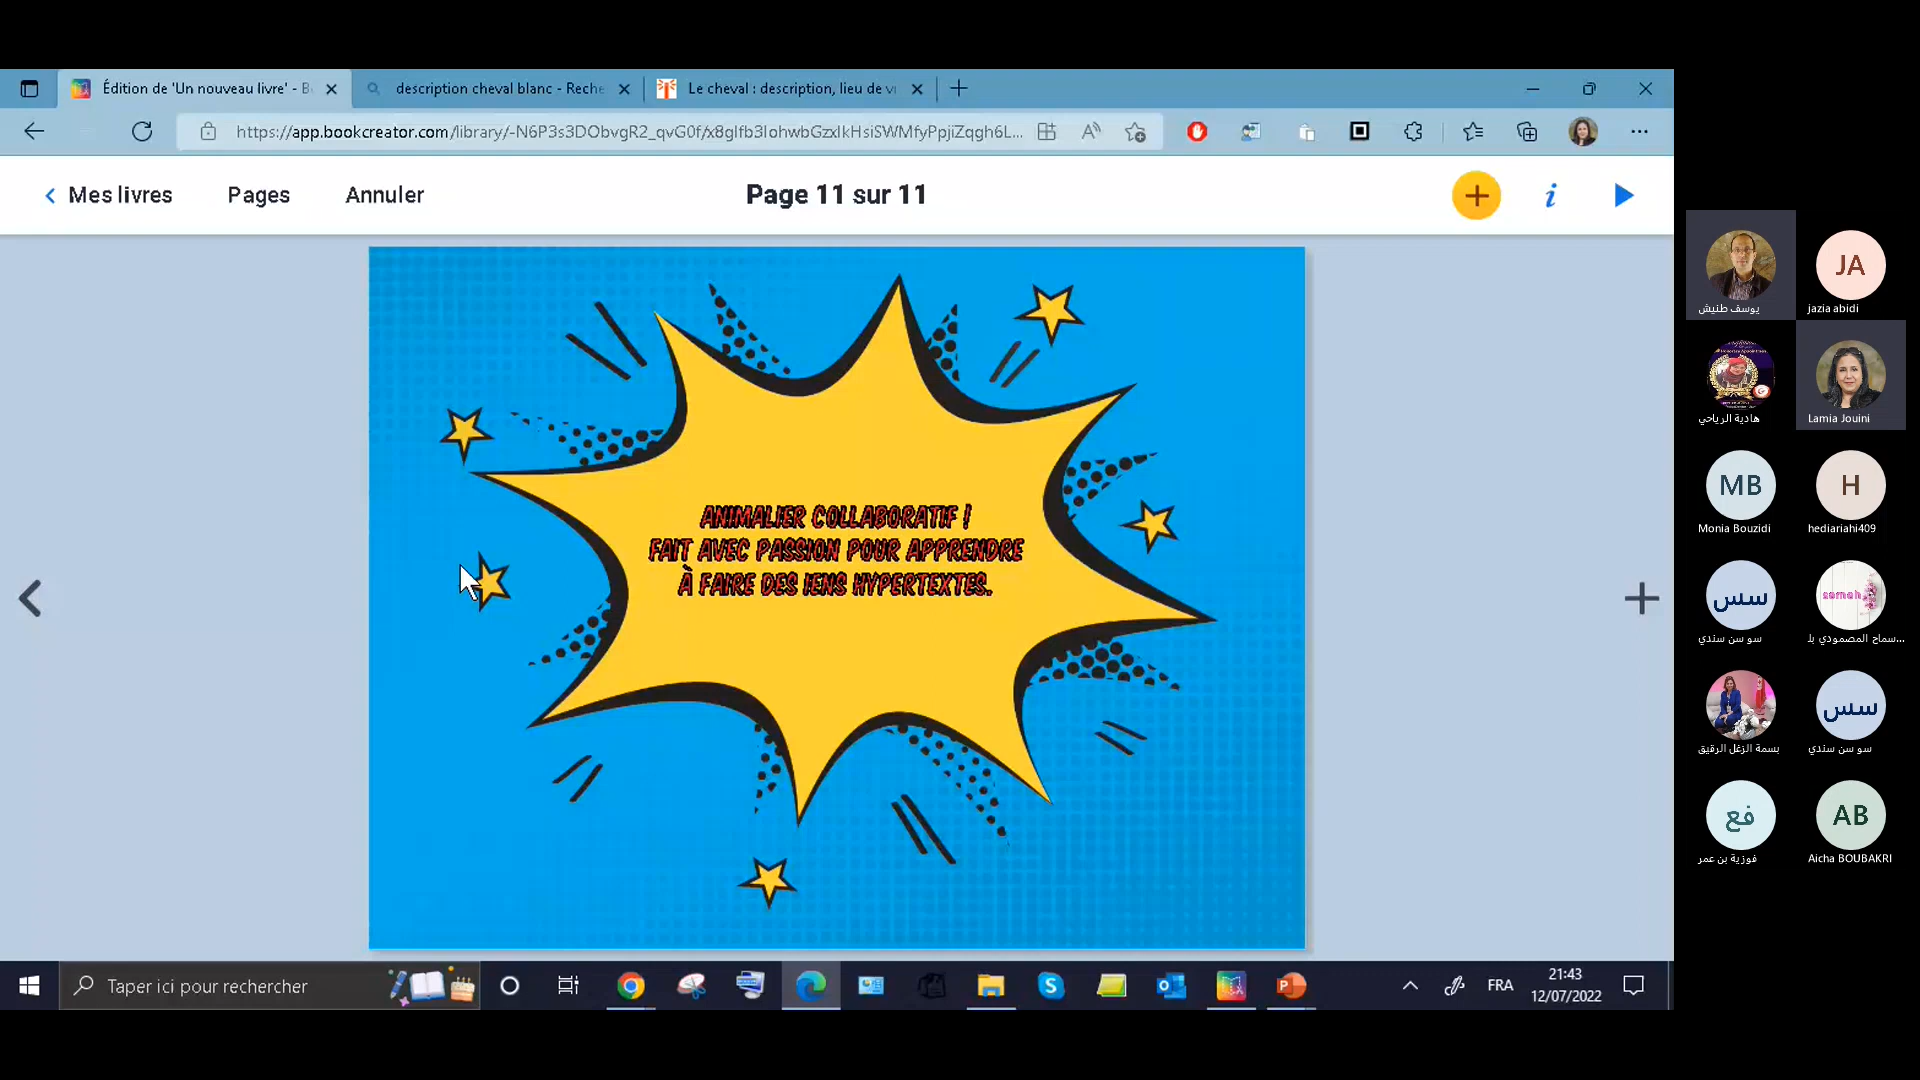 Édition de 'Un nouveau livre' - B
description cheval blanc - Reche
Le cheval : description, lieu de v
https://app.bookcreator.com/library/-N6P3s3DObvgR2_qvG0f/x8glfb3IohwbGzxIkHsiSWMfyPpjiZqgh6L...
Mes livres
Pages
Annuler
Page 11 sur 11
ANIMALIER COLLABORATIF !
FAIT AVEC PASSION POUR APPRENDRE
À FAIRE DES IENS HYPERTEXTES.
JA
يوسف طنيش
jazia abidi
هادية الرياحي
Lamia Jouini
MB
H
Monia Bouzidi
hediariahi409
سس
samah
سو سن سندي
سماح المصمودي بل...
سس
بسمة الزغل الرقيق
سو سن سندي
فع
AB
فوزية بن عمر
Aicha BOUBAKRI
Taper ici pour rechercher
FRA
21:43
12/07/2022